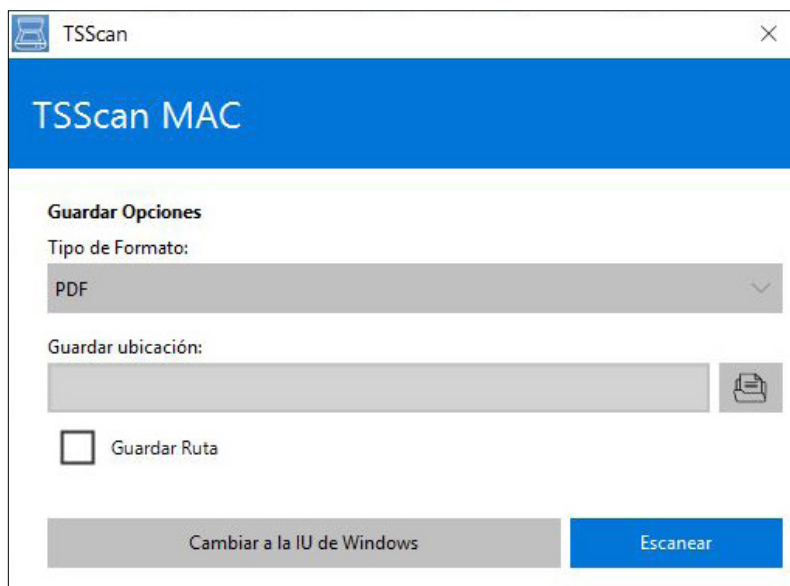 TSScan
TSScan MAC
Guardar Opciones
Tipo de Formato:
PDF
Guardar ubicación:
Guardar Ruta
Cambiar a la IU de Windows
Escanear